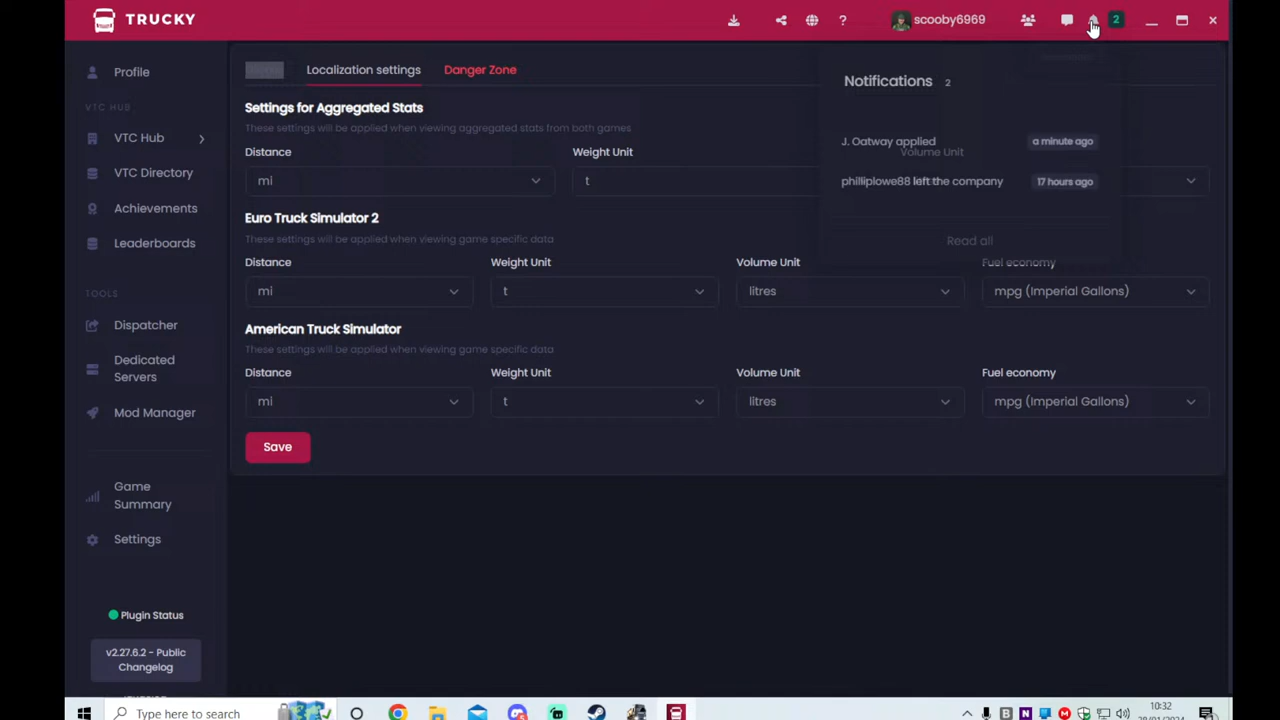 TRUCKY
scooby6969
2
Profile
VTC HUB
VTC Hub
VTC Directory
Achievements
Leaderboards
TOOLS
Dispatcher
Dedicated
Servers
Mod Manager
Game
Summary
Settings
Plugin Status
v2.27.6.2 - Public
Changelog
Localization settings
Danger Zone
Settings for Aggregated Stats
These settings will be applied when viewing aggregated stats from both games
Distance
Weight Unit
Volume Unit
mi
t
Euro Truck Simulator 2
These settings will be applied when viewing game specific data
Distance
Weight Unit
Volume Unit
Fuel economy
mi
t
litres
mpg (Imperial Gallons)
American Truck Simulator
These settings will be applied when viewing game specific data
Distance
Weight Unit
Volume Unit
Fuel economy
mi
t
litres
mpg (Imperial Gallons)
Save
Notifications 2
J. Oatway applied
a minute ago
philliplowe88 left the company
17 hours ago
Read all
Type here to search
10:32